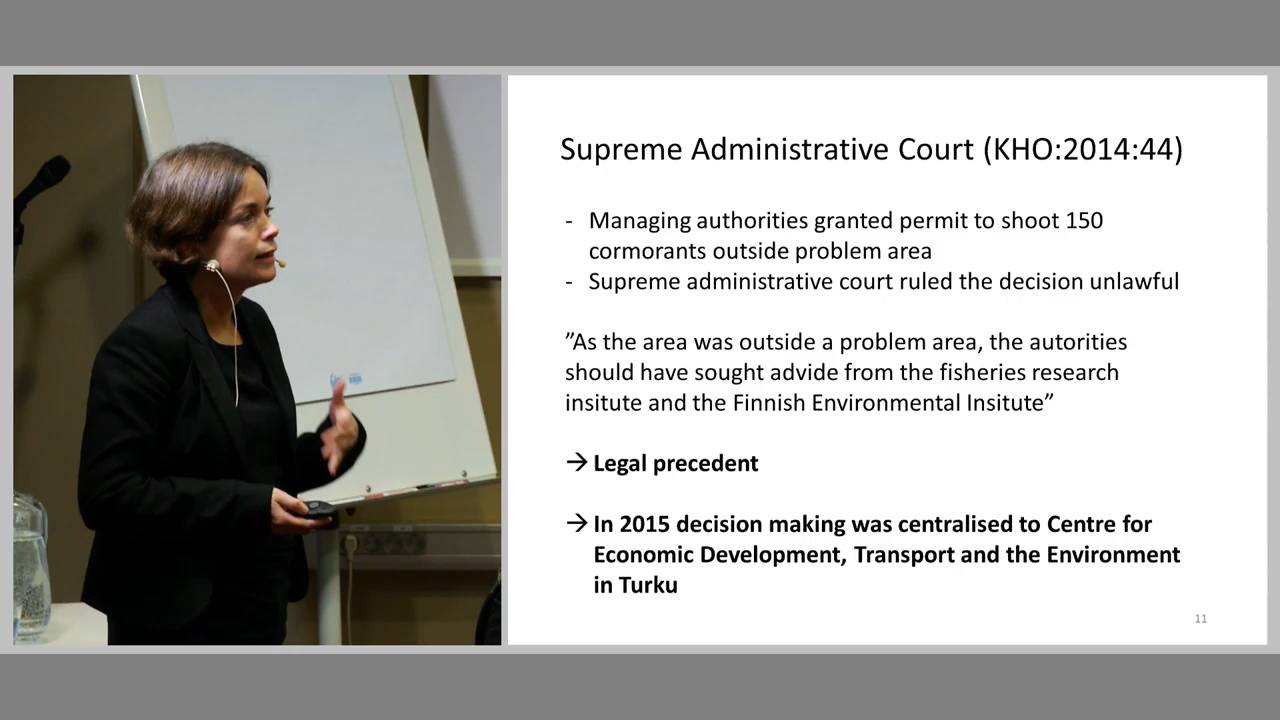 Supreme Administrative Court (KHO:2014:44)
- Managing authorities granted permit to shoot 150
cormorants outside problem area
- Supreme administrative court ruled the decision unlawful
”As the area was outside a problem area, the autorities
should have sought advide from the fisheries research
insitute and the Finnish Environmental Insitute”
→ Legal precedent
→ In 2015 decision making was centralised to Centre for
Economic Development, Transport and the Environment
in Turku
11